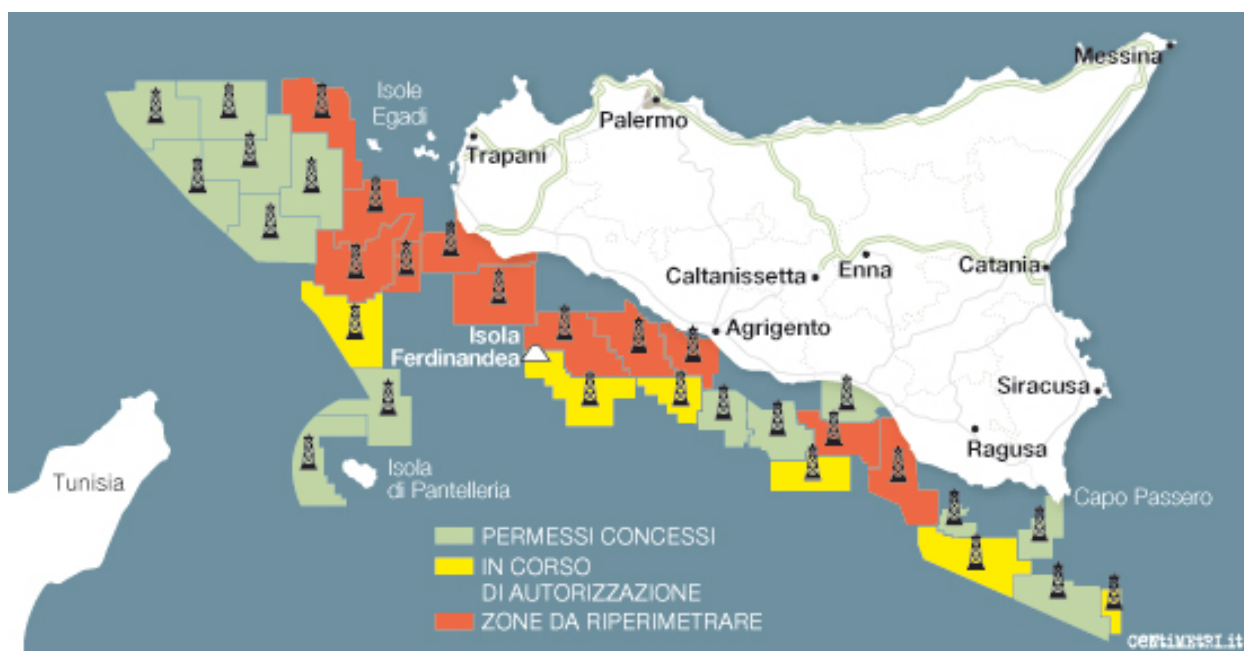 Messina
Isole
Egadi
Palermo
Trapani
Caltanissetta
Enna
Catania
Isola
Ferdinandea
Agrigento
Siracusa
Ragusa
Tunisia
Isola
di Pantelleria
Capo Passero
PERMESSI CONCESSI
IN CORSO
DI AUTORIZZAZIONE
ZONE DA RIPERIMETRARE
CENTiMETRI.it